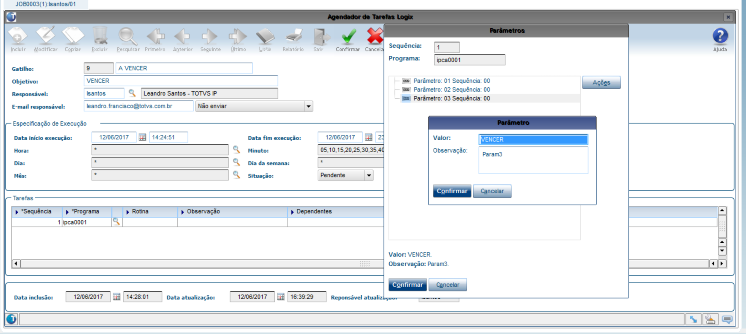 JOB0003(1) lsantos/01
Agendador de Tarefas Logix
Incluir Modificar Copiar Excluir Pesquisar Primeiro Anterior Seguinte Último Lista Relatório Sair Confirmar Cancela Ajuda
Gatilho: 9 A VENCER
Objetivo: VENCER
Responsável: lsantos Leandro Santos - TOTVS IP
E-mail responsável: leandro.francisco@totvs.com.br Não enviar
Especificação de Execução
Data início execução: 12/06/2017 14:24:51 Data fim execução: 12/06/2017 23
Hora: * Minuto: 05,10,15,20,25,30,35,40
Dia: * Dia da semana: *
Mês: * Situação: Pendente
Tarefas
*Sequência *Programa Rotina Observação Dependentes
1 ipca0001
Data inclusão: 12/06/2017 14:28:01 Data atualização: 12/06/2017 16:39:29 Reponsável atualização:
Parâmetros
Sequência: 1
Programa: ipca0001
Parâmetro: 01 Sequência: 00
Parâmetro: 02 Sequência: 00
Parâmetro: 03 Sequência: 00
Ações
Parâmetro
Valor: VENCER
Observação: Param3
Confirmar Cancelar
Valor: VENCER.
Observação: Param3.
Confirmar Cancelar